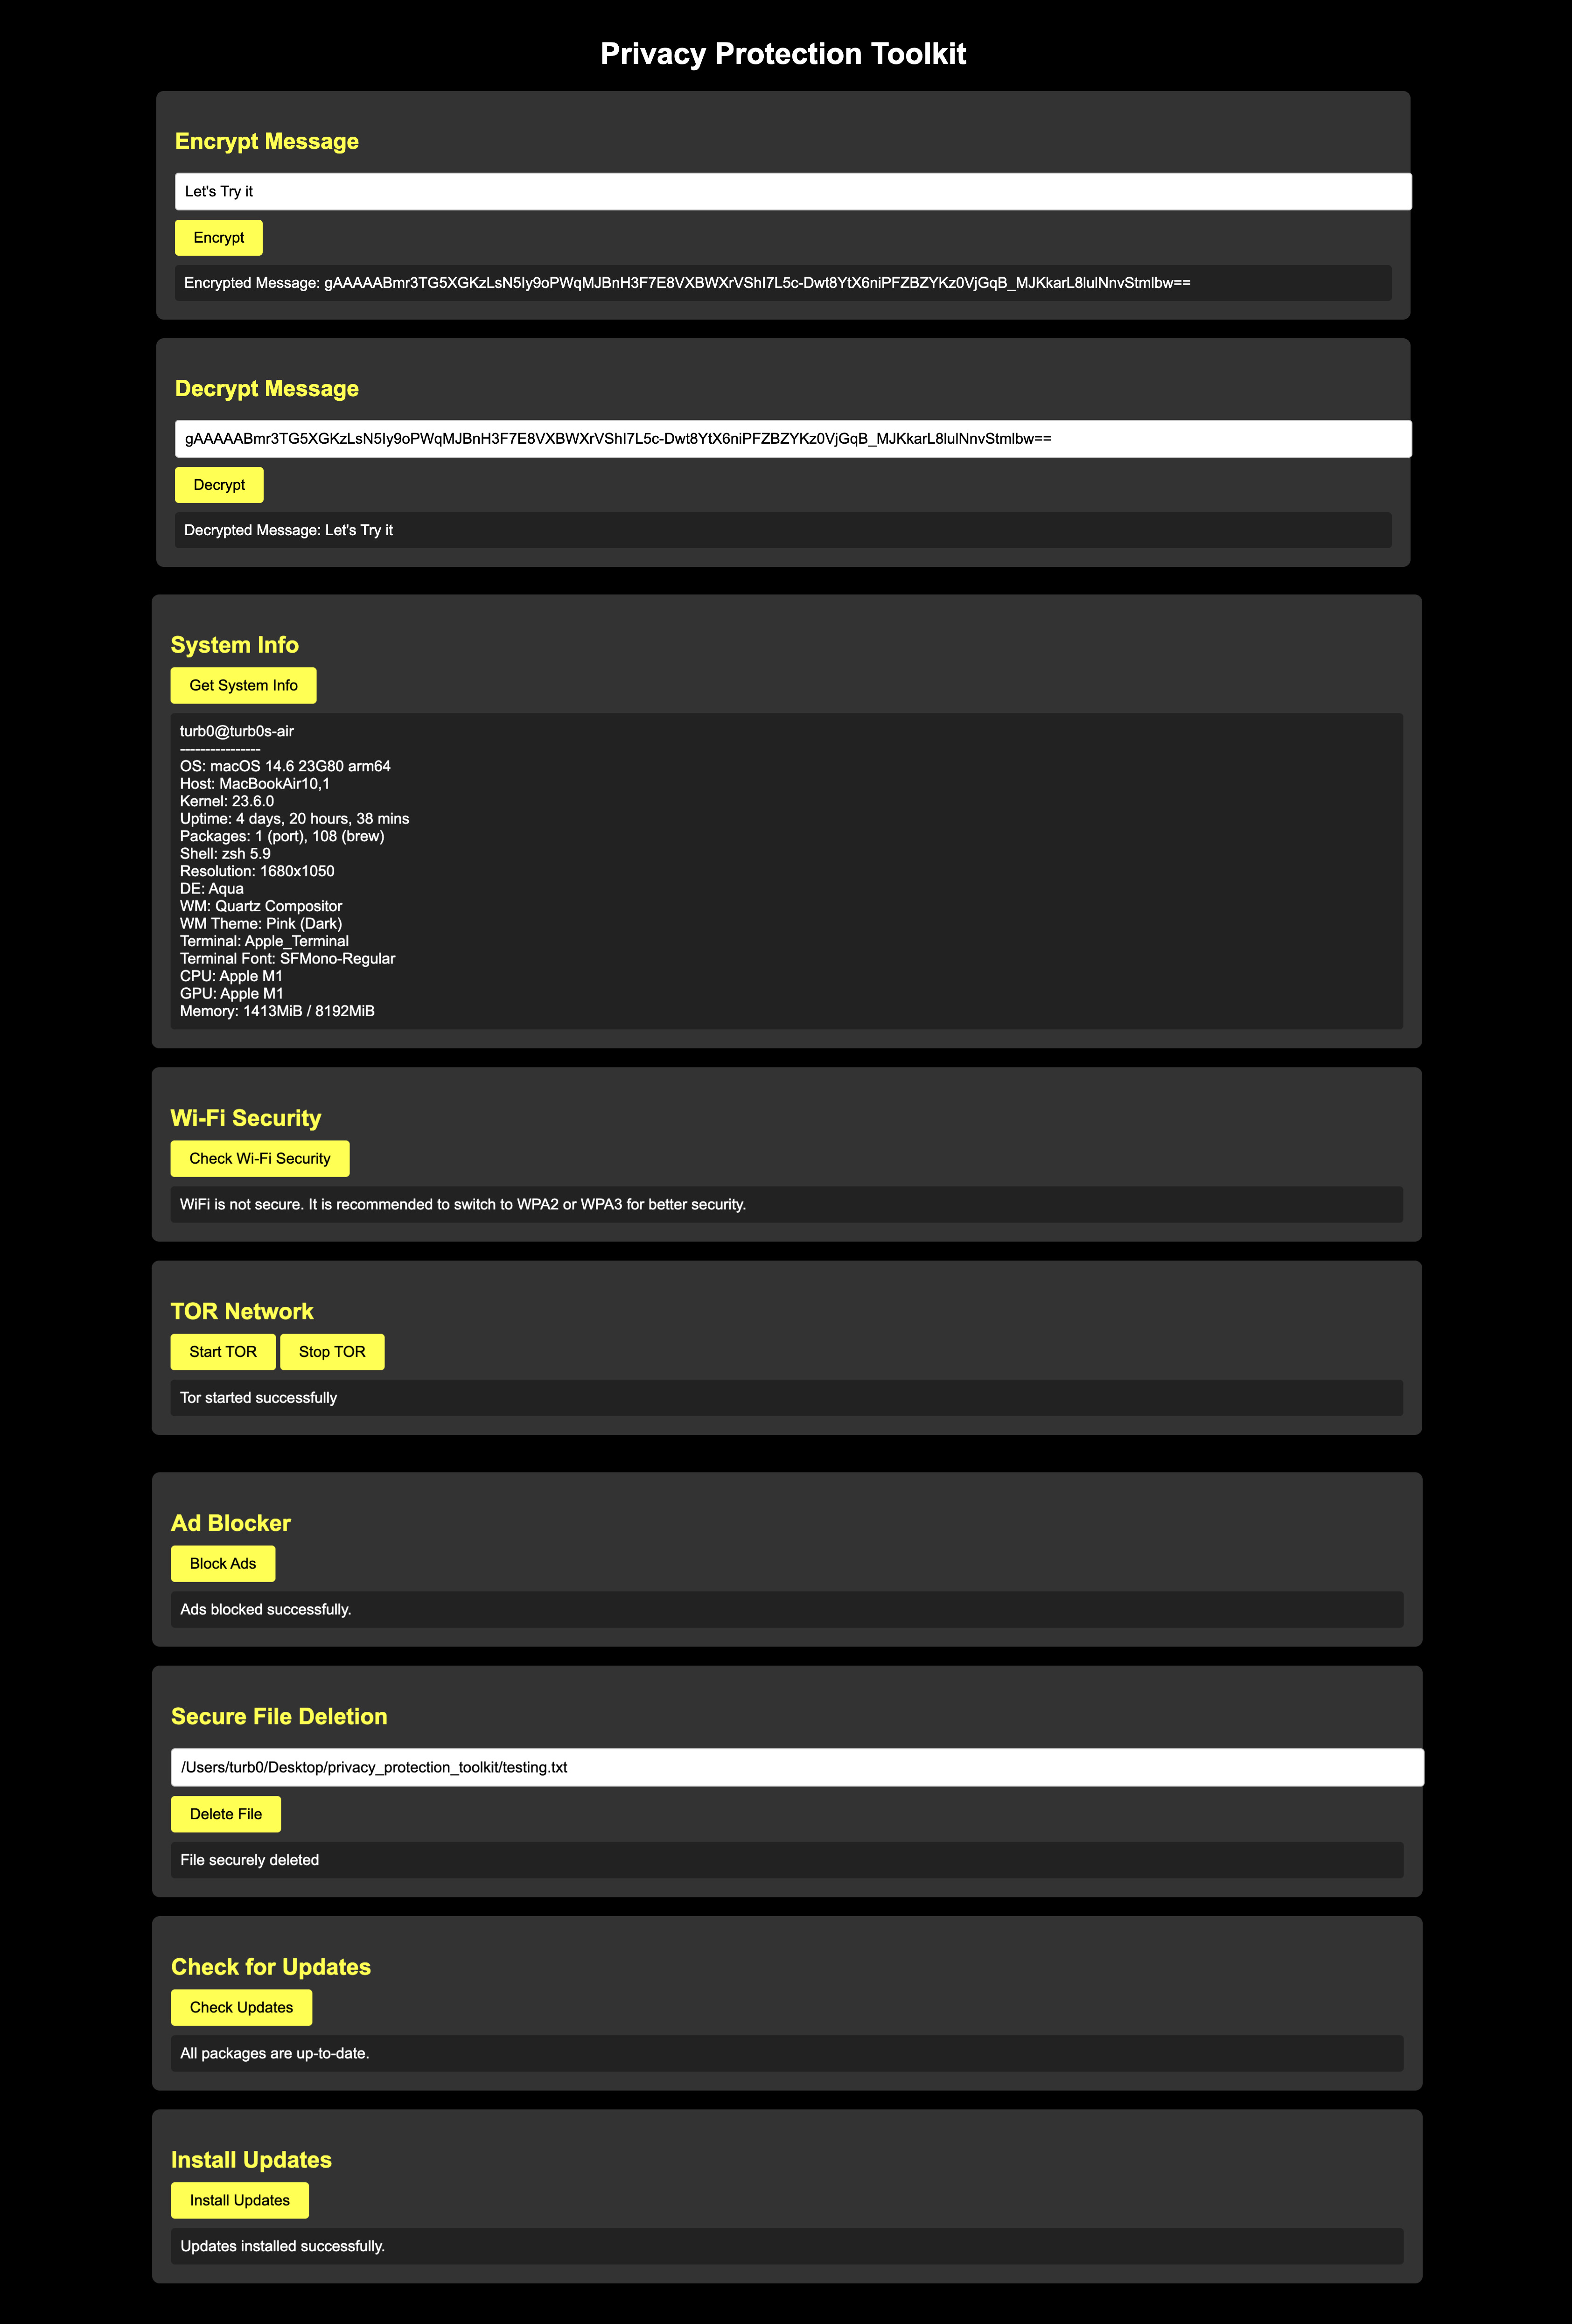 Privacy Protection Toolkit
Encrypt Message
Let's Try it
Encrypt
Encrypted Message: gAAAAABmr3TG5XGKzLsN5Iy9oPWqMJBnH3F7E8VXBWXrVShI7L5c-Dwt8YtX6niPFZBZYKz0VjGqB_MJKkarL8lulNnvStmlbw==
Decrypt Message
gAAAAABmr3TG5XGKzLsN5Iy9oPWqMJBnH3F7E8VXBWXrVShI7L5c-Dwt8YtX6niPFZBZYKz0VjGqB_MJKkarL8lulNnvStmlbw==
Decrypt
Decrypted Message: Let's Try it
System Info
Get System Info
turb0@turb0s-air
----------------
OS: macOS 14.6 23G80 arm64
Host: MacBookAir10,1
Kernel: 23.6.0
Uptime: 4 days, 20 hours, 38 mins
Packages: 1 (port), 108 (brew)
Shell: zsh 5.9
Resolution: 1680x1050
DE: Aqua
WM: Quartz Compositor
WM Theme: Pink (Dark)
Terminal: Apple_Terminal
Terminal Font: SFMono-Regular
CPU: Apple M1
GPU: Apple M1
Memory: 1413MiB / 8192MiB
Wi-Fi Security
Check Wi-Fi Security
WiFi is not secure. It is recommended to switch to WPA2 or WPA3 for better security.
TOR Network
Start TOR Stop TOR
Tor started successfully
Ad Blocker
Block Ads
Ads blocked successfully.
Secure File Deletion
/Users/turb0/Desktop/privacy_protection_toolkit/testing.txt
Delete File
File securely deleted
Check for Updates
Check Updates
All packages are up-to-date.
Install Updates
Install Updates
Updates installed successfully.